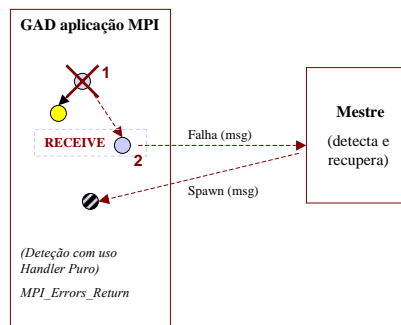 GAD aplicação MPI
1
RECEIVE
2
Falha (msg)
Spawn (msg)
Mestre
(detecta e
recupera)
(Deteção com uso
Handler Puro)
MPI_Errors_Return